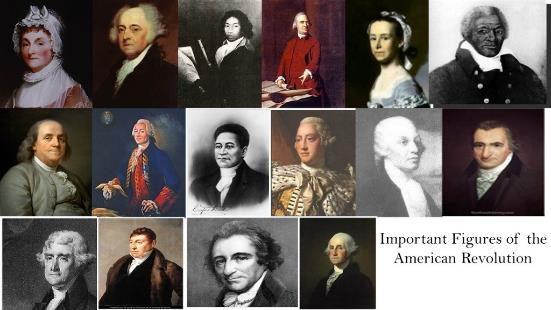 Important Figures of the
American Revolution